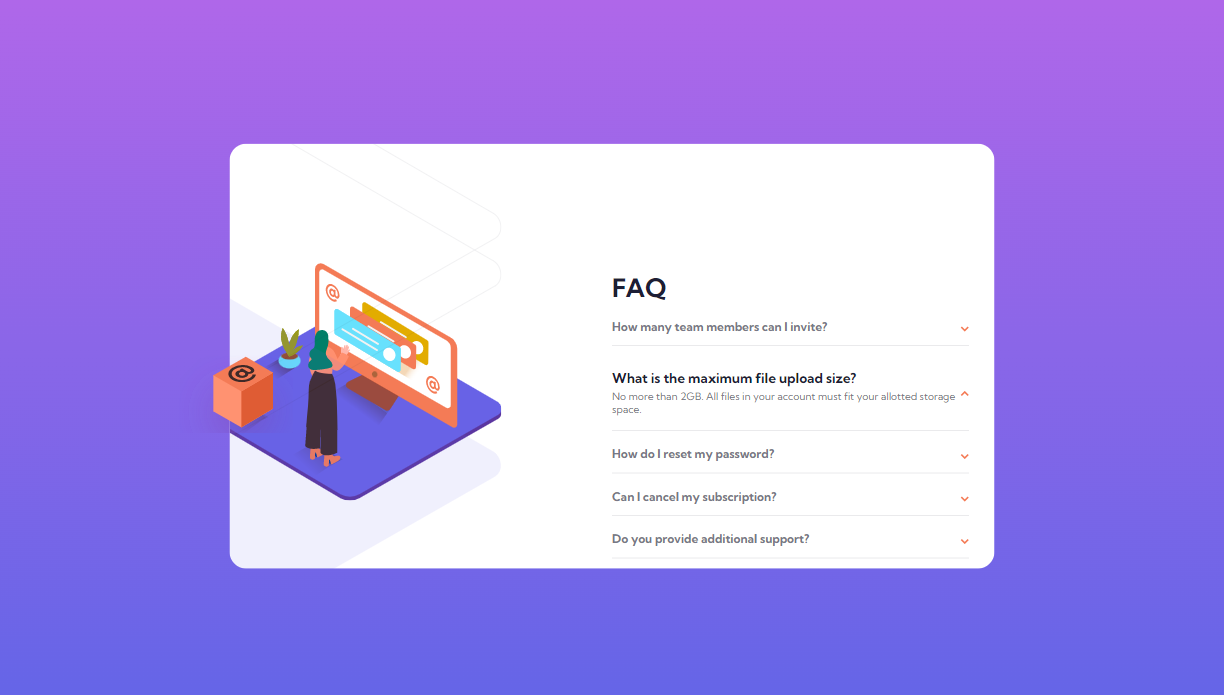 @
@
@
FAQ
How many team members can I invite?
What is the maximum file upload size?
No more than 2GB. All files in your account must fit your allotted storage
space.
How do I reset my password?
Can I cancel my subscription?
Do you provide additional support?